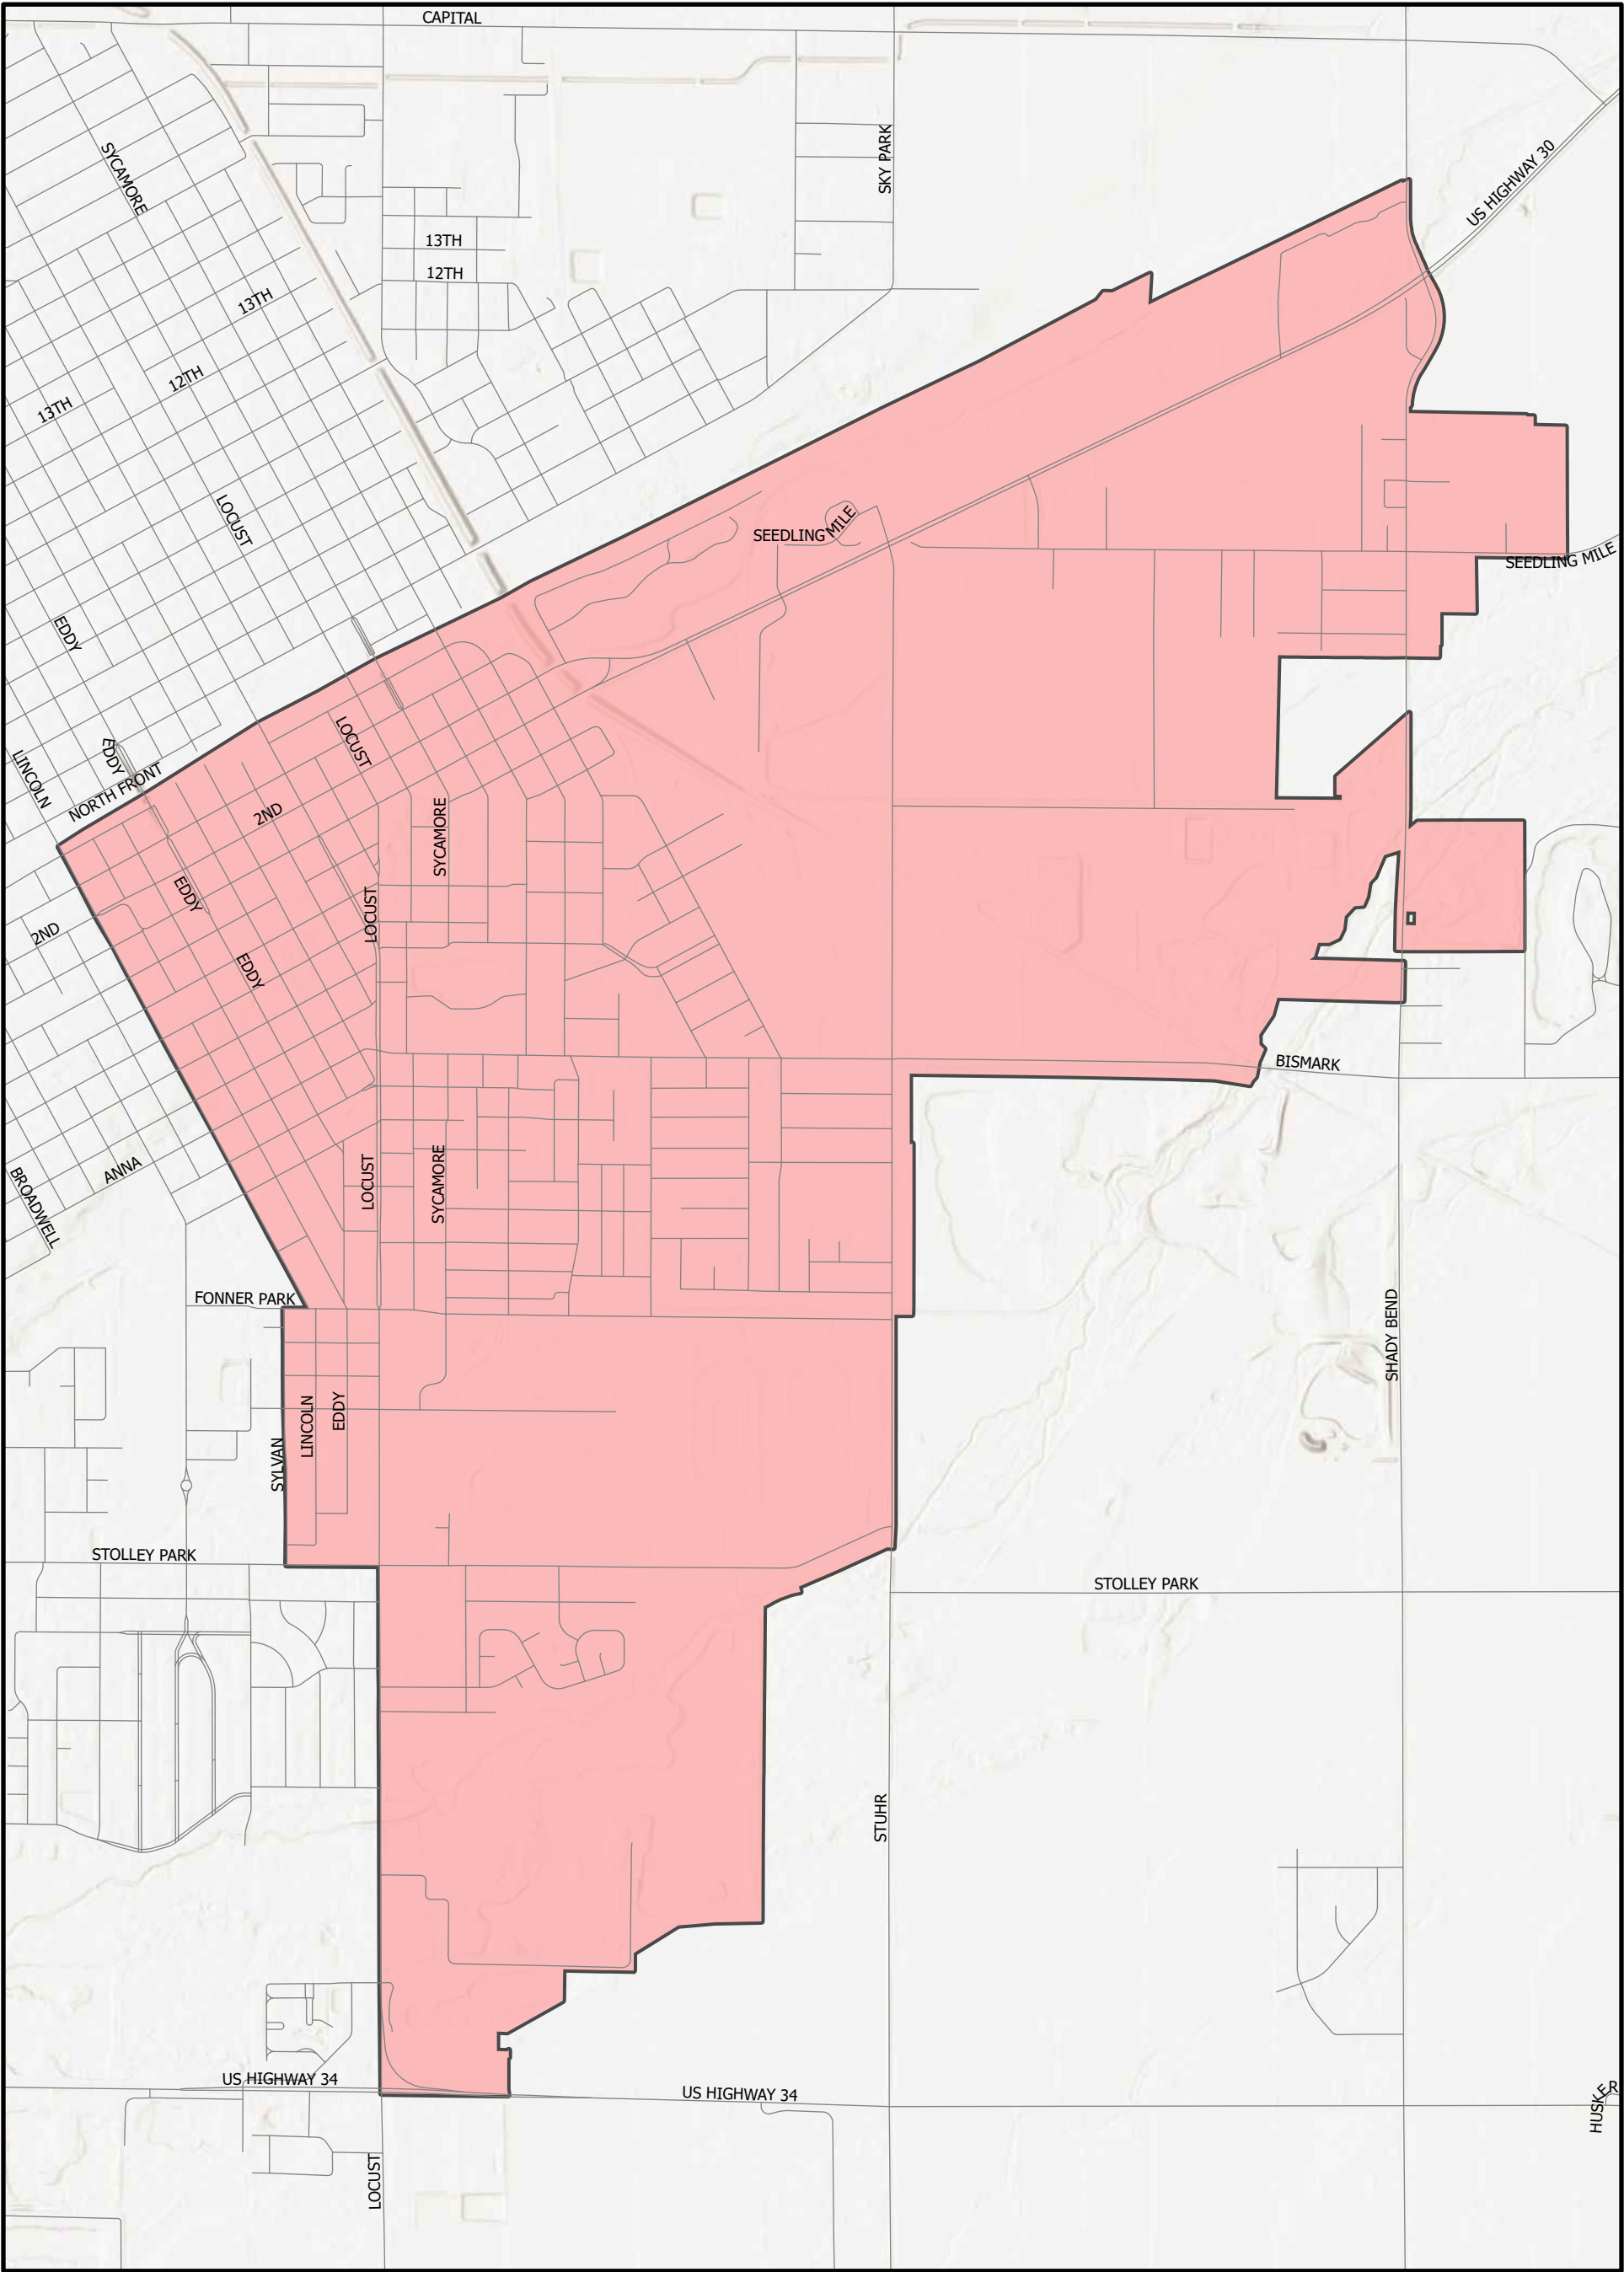 CAPITAL
SKY PARK
US HIGHWAY 30
SYCAMORE
13TH
12TH
13TH
12TH
13TH
LOCUST
SEEDLING MILE
SEEDLING MILE
EDDY
LOCUST
EDDY
LINCOLN
NORTH FRONT
2ND
SYCAMORE
EDDY
LOCUST
2ND
EDDY
BISMARK
LOCUST
SYCAMORE
ANNA
BROADWELL
FONNER PARK
SHADY BEND
LINCOLN
EDDY
SYLVAN
STOLLEY PARK
STOLLEY PARK
STUHR
US HIGHWAY 34
US HIGHWAY 34
HUSKER
LOCUST